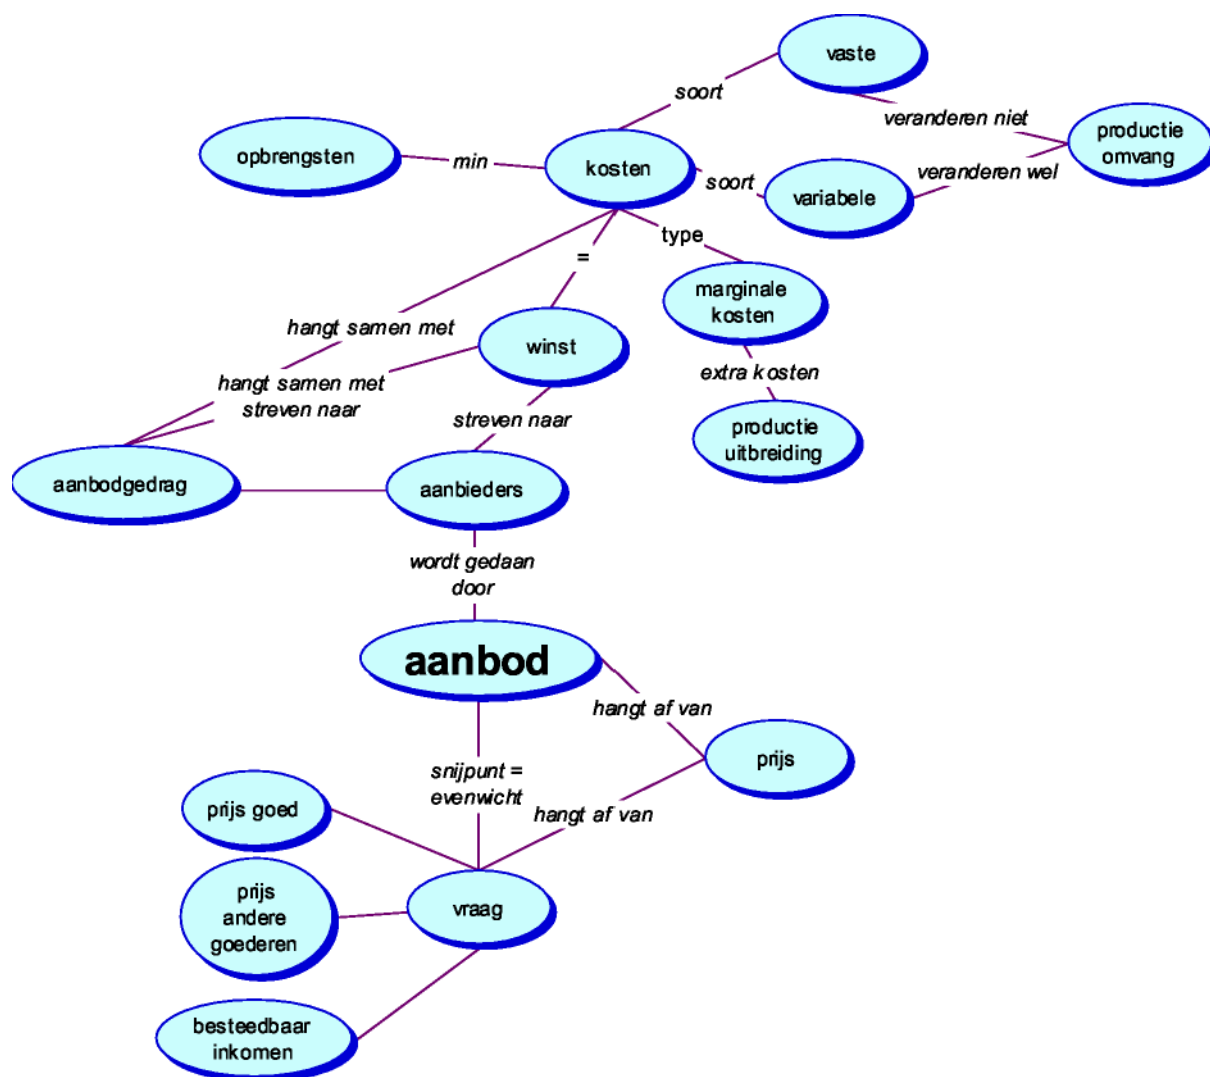 vaste
soort
veranderen niet
productie
omvang
opbrengsten
min
kosten
soort
variabele
veranderen wel
type
=
marginale
kosten
hangt samen met
winst
extra kosten
hangt samen met
streven naar
streven naar
productie
uitbreiding
aanbodgedrag
aanbieders
wordt gedaan
door
aanbod
hangt af van
prijs
snijpunt =
evenwicht
hangt af van
prijs goed
prijs
andere
goederen
vraag
besteedbaar
inkomen